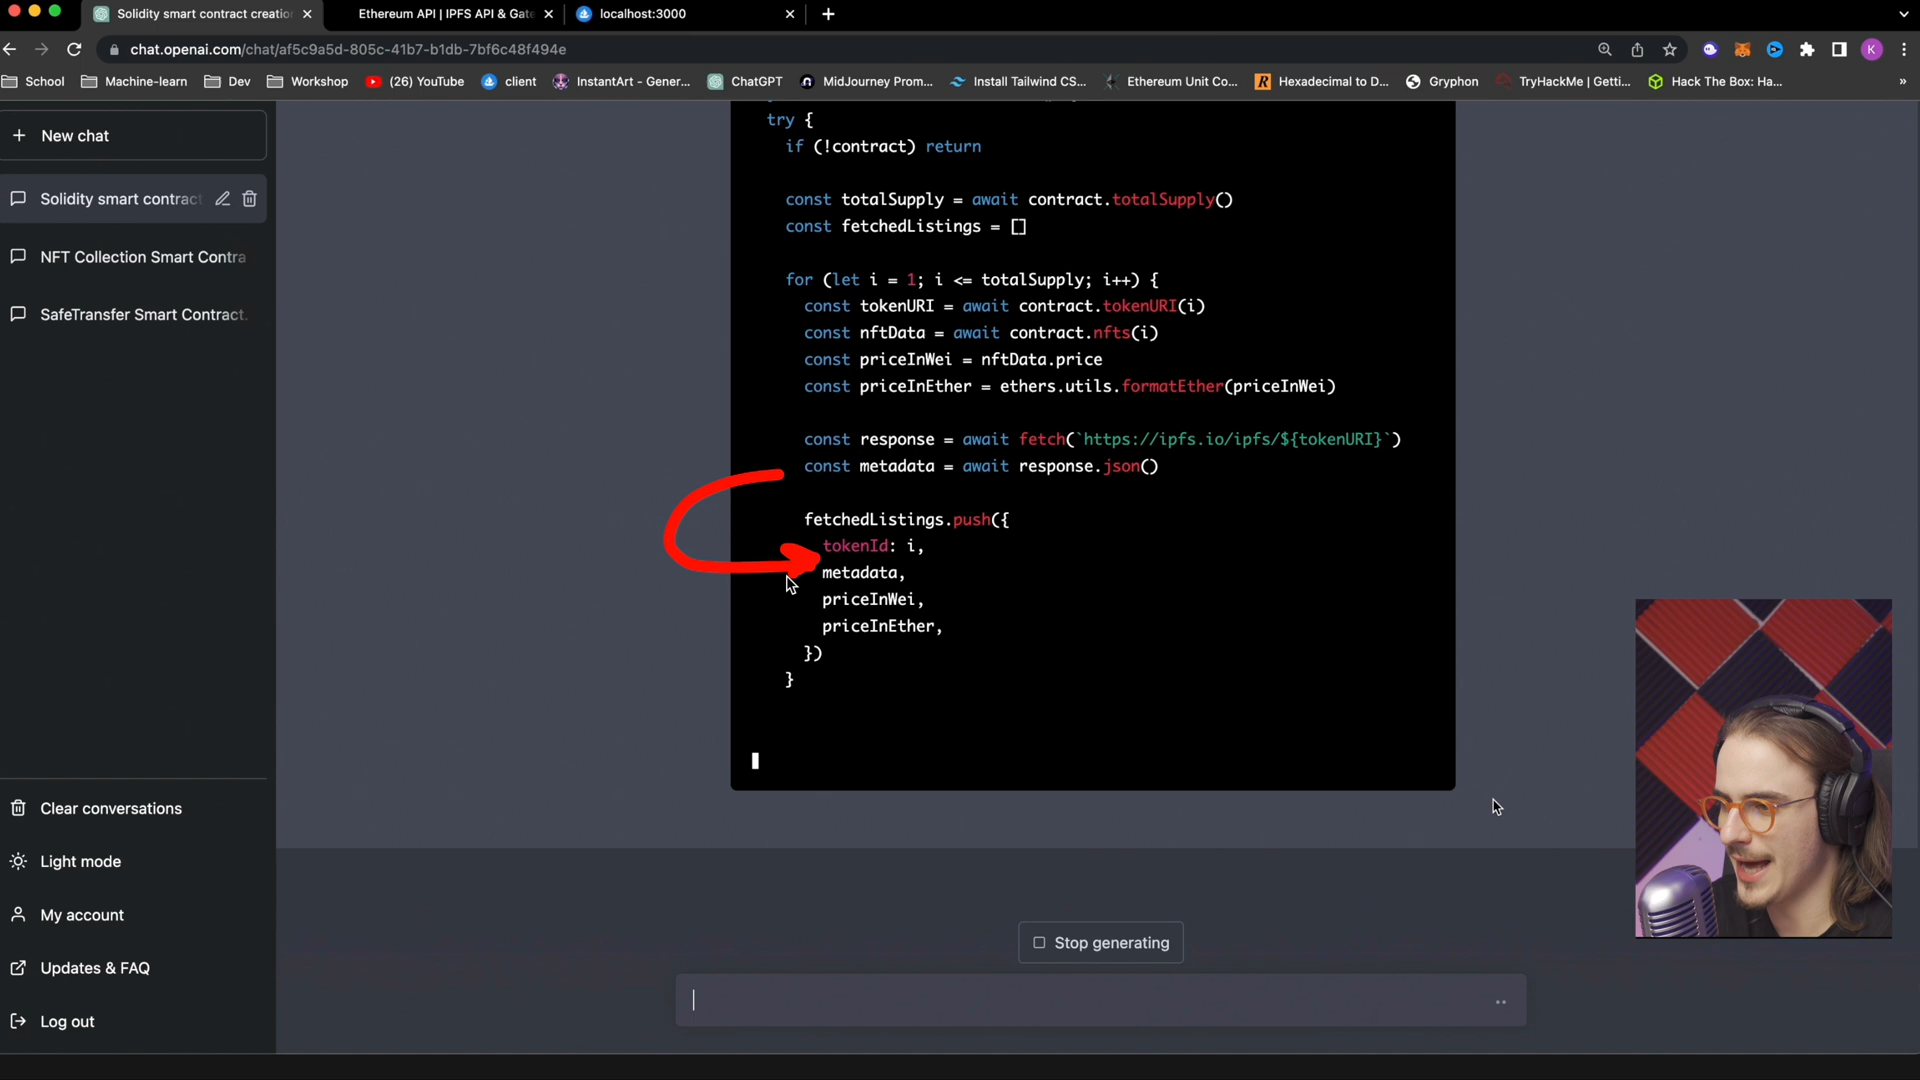 Solidity smart contract creatio
Ethereum API | IPFS API & Gate
localhost:3000
chat.openai.com/chat/af5c9a5d-805c-41b7-b1db-7bf6c48f494e
K
School
Machine-learn
Dev
Workshop
(26) YouTube
client
InstantArt - Gener...
ChatGPT
MidJourney Prom...
Install Tailwind CS...
Ethereum Unit Co...
Hexadecimal to D...
Gryphon
TryHackMe | Getti...
Hack The Box: Ha...
»
+ New chat
Solidity smart contract
NFT Collection Smart Contra
SafeTransfer Smart Contract.
Clear conversations
Light mode
My account
Updates & FAQ
Log out
try {
if (!contract) return
const totalSupply = await contract.totalSupply()
const fetchedListings = []
for (let i = 1; i <= totalSupply; i++) {
const tokenURI = await contract.tokenURI(i)
const nftData = await contract.nfts(i)
const priceInWei = nftData.price
const priceInEther = ethers.utils.formatEther(priceInWei)
const response = await fetch(`https://ipfs.io/ipfs/${tokenURI}`)
const metadata = await response.json()
fetchedListings.push({
tokenId: i,
metadata,
priceInWei,
priceInEther,
})
}
Stop generating